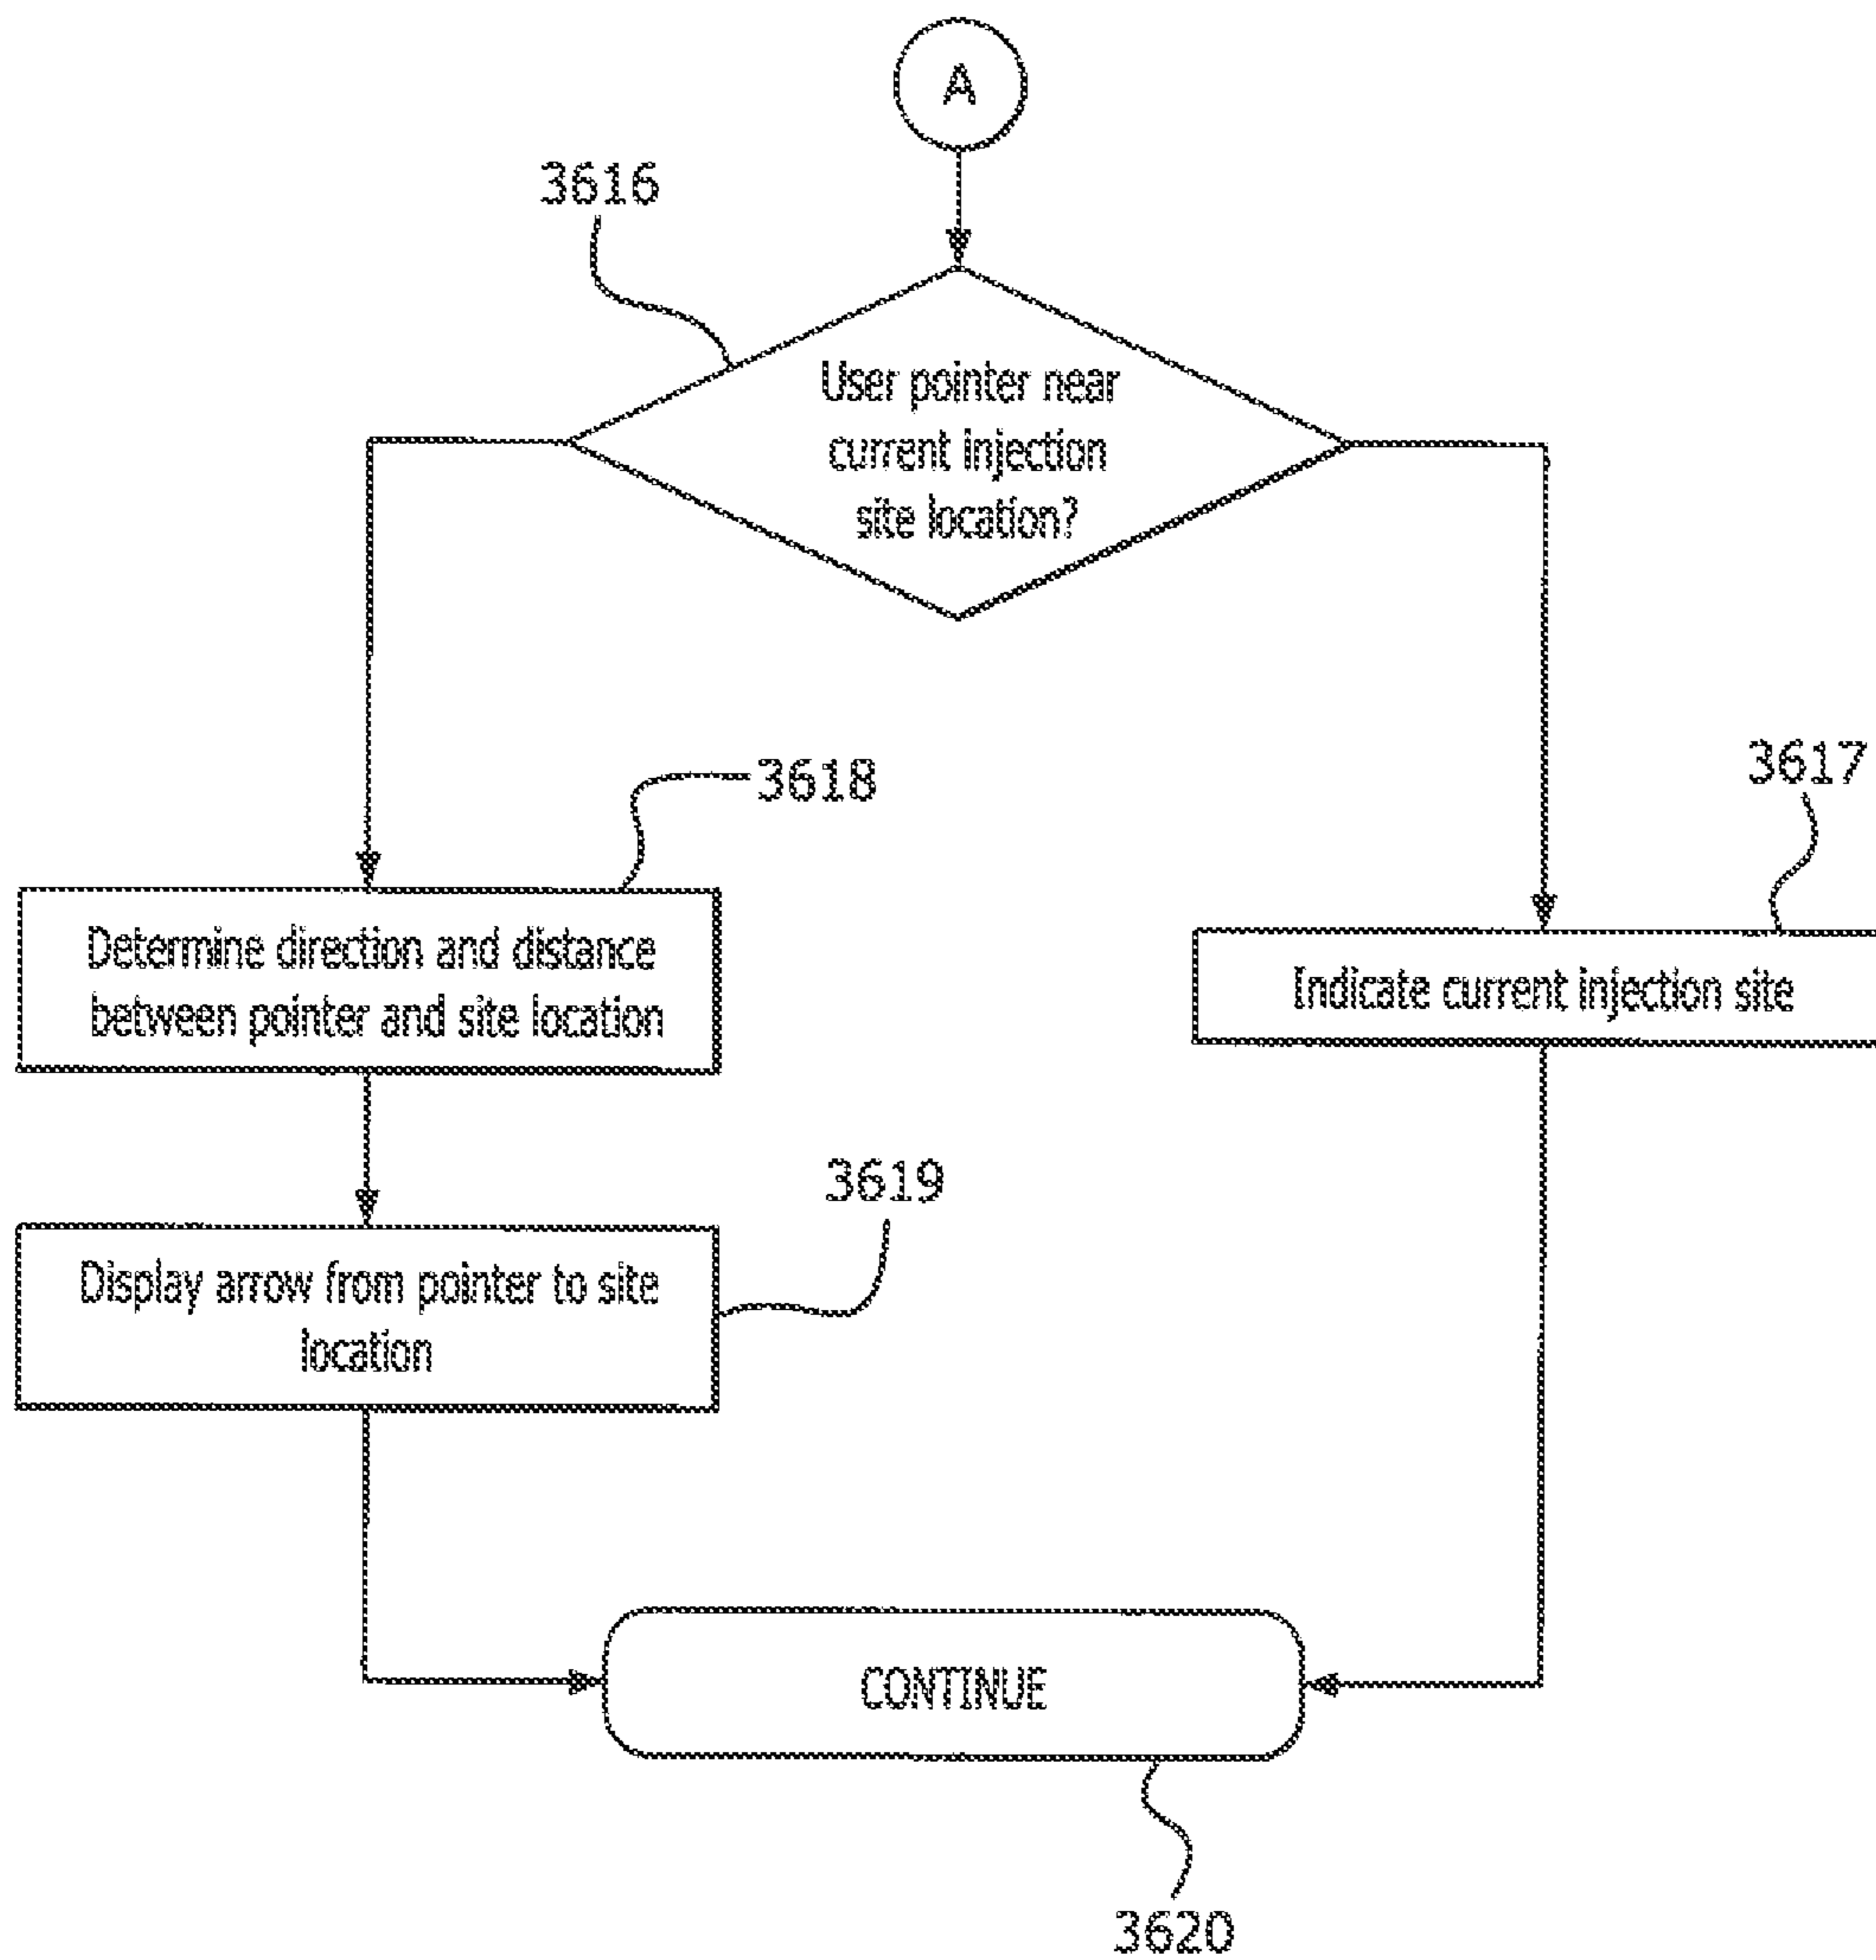 A
3616
User pointer near
current injection
site location?
3618
3617
Determine direction and distance
between pointer and site location
Indicate current injection site
3619
Display arrow from pointer to site
location
CONTINUE
3620